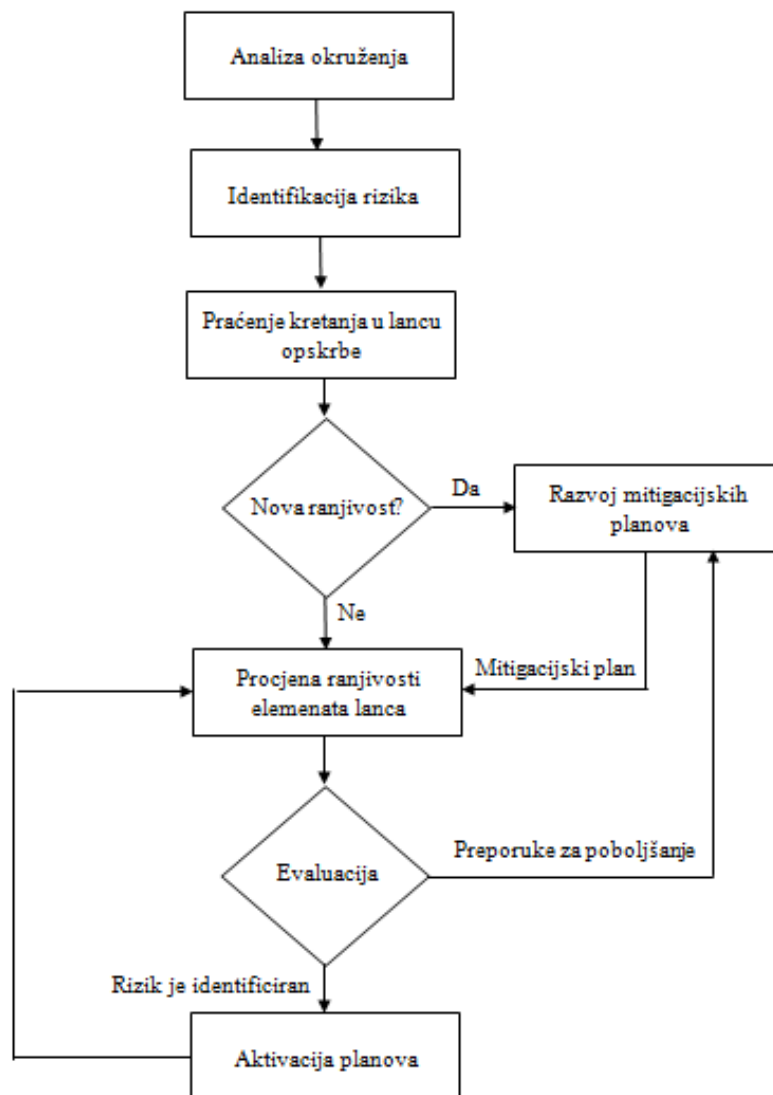 Analiza okruženja
Identifikacija rizika
Praćenje kretanja u lancu
opskrbe
Nova ranjivost?
Da
Razvoj mitigacijskih
planova
Ne
Mitigacijski plan
Procjena ranjivosti
elemenata lanca
Evaluacija
Preporuke za poboljšanje
Rizik je identificiran
Aktivacija planova